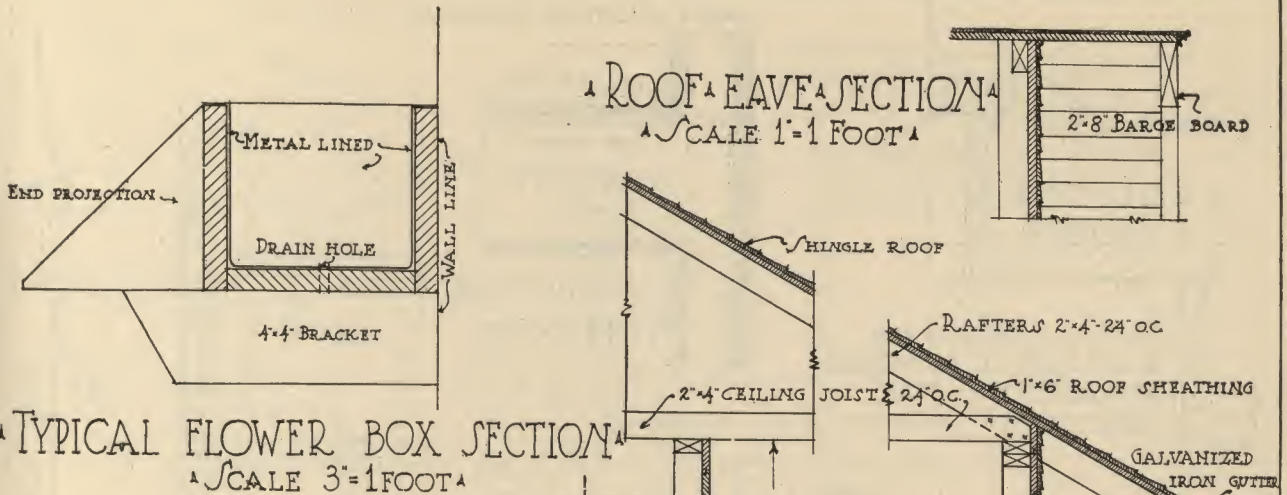 ROOF EAVE SECTION
SCALE 1"=1 FOOT
2"×8" BARGE BOARD
METAL LINED
END PROJECTION
WALL LINE
DRAIN HOLE
4"×4" BRACKET
SHINGLE ROOF
RAFTERS 2"×4"-24" O.C.
2"×4" CEILING JOIST 24" O.C.
1"×6" ROOF SHEATHING
TYPICAL FLOWER BOX SECTION
SCALE 3"=1 FOOT
GALVANIZED
IRON GUTTER